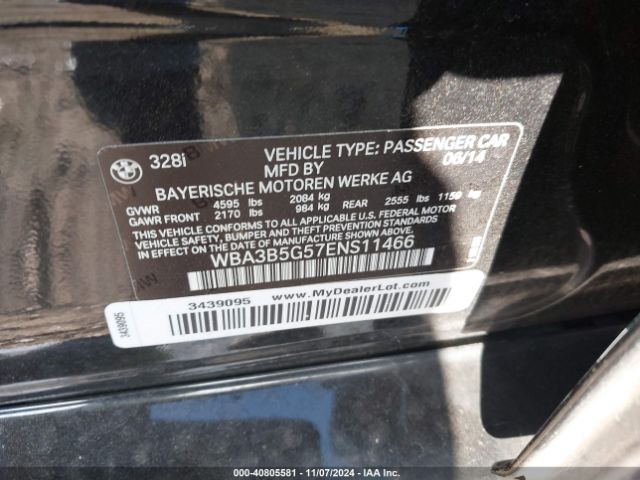 328i
VEHICLE TYPE: PASSENGER CAR
MFD BY 06/14
BAYERISCHE MOTOREN WERKE AG
GVWR 4595 lbs 2084 kg
GAWR FRONT 2170 lbs 984 kg REAR 2555 lbs 1159 kg
THIS VEHICLE CONFORMS TO ALL APPLICABLE U.S. FEDERAL MOTOR
VEHICLE SAFETY, BUMPER, AND THEFT PREVENTION STANDARDS
IN EFFECT ON THE DATE OF MANUFACTURE SHOWN ABOVE.
WBA3B5G57ENS11466
3439095 www.MyDealerLot.com
3439095
000-40805581 - 11/07/2024 - IAA Inc.